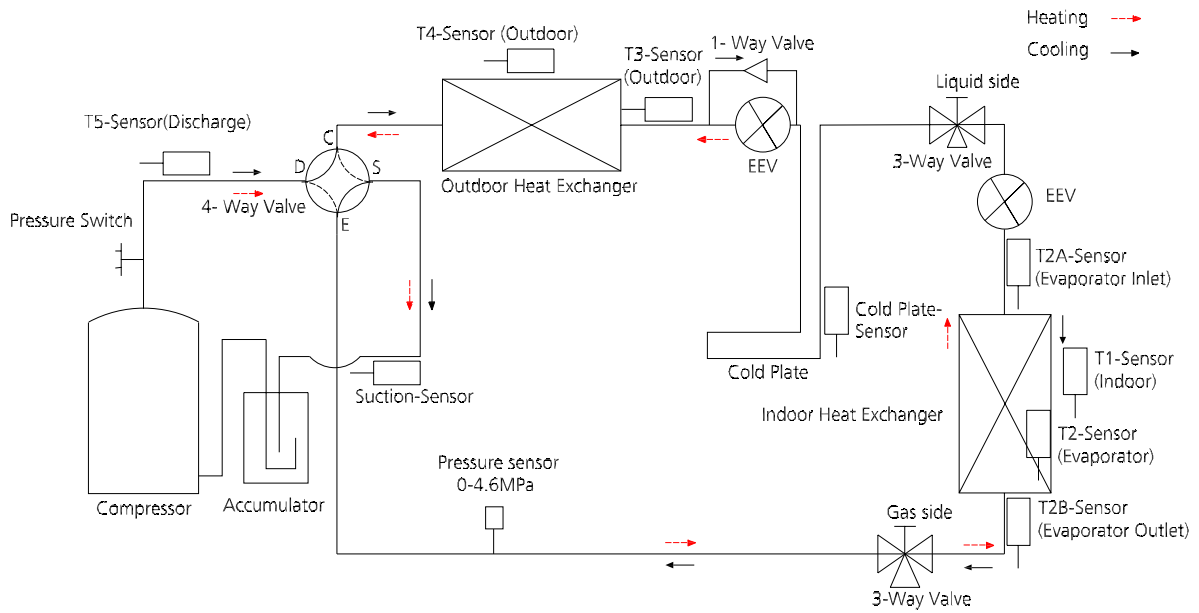 Heating
Cooling
T4-Sensor (Outdoor)
T3-Sensor
(Outdoor)
1- Way Valve
Liquid side
T5-Sensor(Discharge)
C
D
S
E
EEV
3-Way Valve
Outdoor Heat Exchanger
4- Way Valve
EEV
Pressure Switch
T2A-Sensor
(Evaporator Inlet)
Cold Plate-
Sensor
Cold Plate
T1-Sensor
(Indoor)
Suction-Sensor
Indoor Heat Exchanger
T2-Sensor
(Evaporator)
Pressure sensor
0-4.6MPa
Compressor
Accumulator
Gas side
T2B-Sensor
(Evaporator Outlet)
3-Way Valve